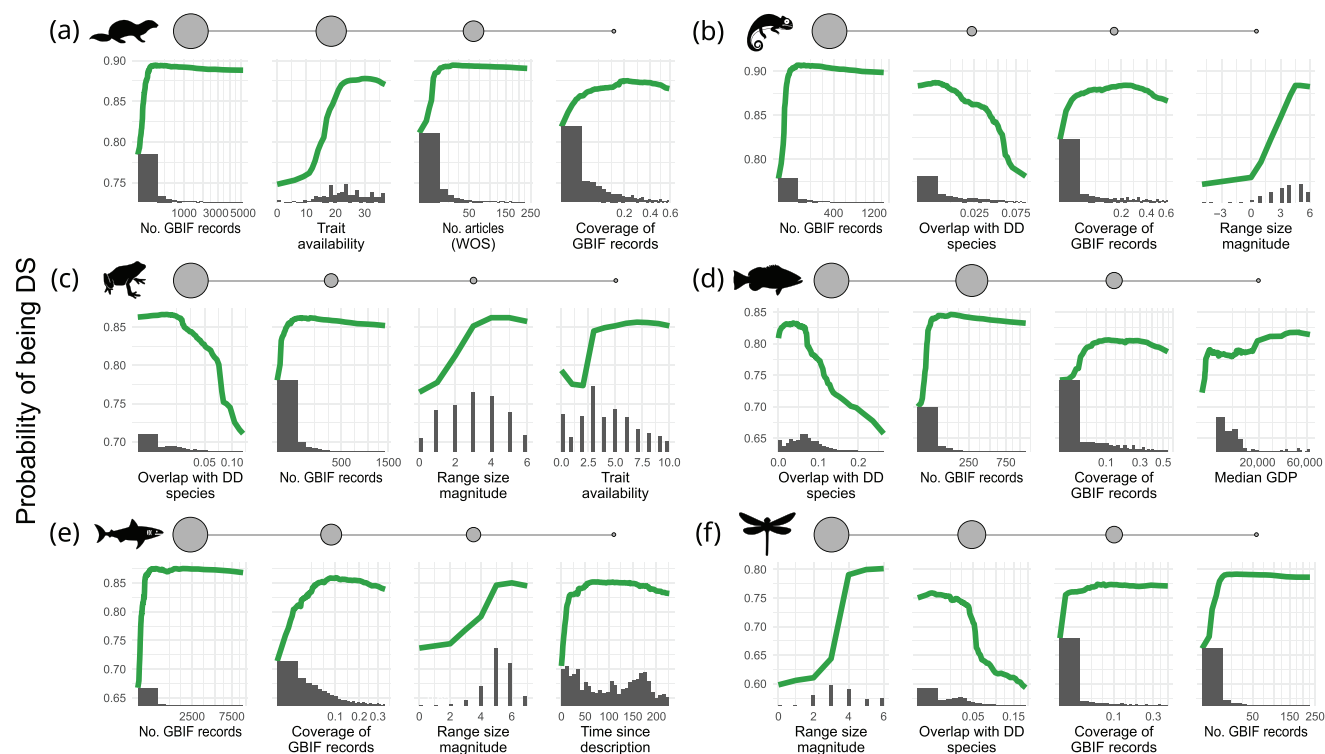 (a)
(b)
0.90
0.85
0.80
0.75
1000 3000 5000
0 10 20 30
50 150 250
0.2 0.4 0.6
No. GBIF records
Trait
availability
No. articles
(WOS)
Coverage of
GBIF records
0.90
0.85
0.80
400 1200
0.025 0.075
0.2 0.4 0.6
−3 0 3 6
No. GBIF records
Overlap with DD
species
Coverage of
GBIF records
Range size
magnitude
Probability of being DS
(c)
(d)
0.85
0.80
0.75
0.70
0.05 0.10
500 1500
0 2 4 6
0.0 2.5 5.0 7.5 10.0
Overlap with DD
species
No. GBIF records
Range size
magnitude
Trait
availability
0.85
0.80
0.75
0.70
0.65
0.0 0.1 0.2
250 750
0.1 0.3 0.5
20,000 60,000
Overlap with DD
species
No. GBIF records
Coverage of
GBIF records
Median GDP
(e)
(f)
0.85
0.80
0.75
0.70
0.65
2500 7500
0.1 0.2 0.3
0 2 4 6
0 50 100 150 200
No. GBIF records
Coverage of
GBIF records
Range size
magnitude
Time since
description
0.80
0.75
0.70
0.65
0.60
0 2 4 6
0.05 0.15
0.1 0.3
50 150 250
Range size
magnitude
Overlap with DD
species
Coverage of
GBIF records
No. GBIF records